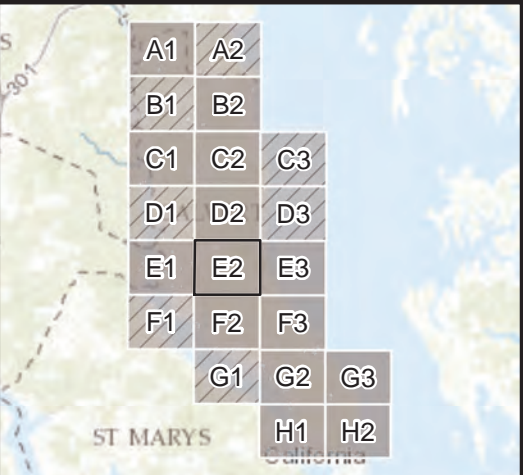 S
301
A1 A2
B1 B2
C1 C2 C3
D1 D2 D3
E1 E2 E3
F1 F2 F3
G1 G2 G3
ST MARYS
H1 H2
California